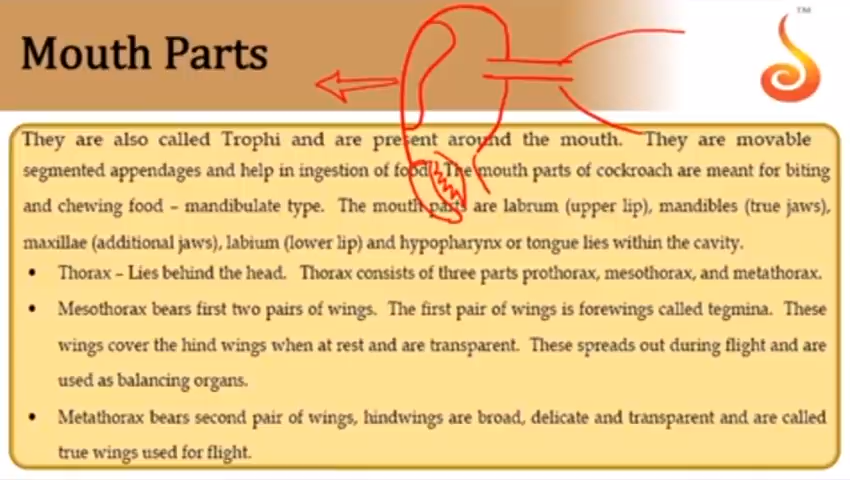 TM
Mouth Parts
They are also called Trophi and are present around the mouth. They are movable
segmented appendages and help in ingestion of food. The mouth parts of cockroach are meant for biting
and chewing food – mandibulate type. The mouth parts are labrum (upper lip), mandibles (true jaws),
maxillae (additional jaws), labium (lower lip) and hypopharynx or tongue lies within the cavity.
• Thorax – Lies behind the head. Thorax consists of three parts prothorax, mesothorax, and metathorax.
• Mesothorax bears first two pairs of wings. The first pair of wings is forewings called tegmina. These
wings cover the hind wings when at rest and are transparent. These spreads out during flight and are
used as balancing organs.
• Metathorax bears second pair of wings, hindwings are broad, delicate and transparent and are called
true wings used for flight.